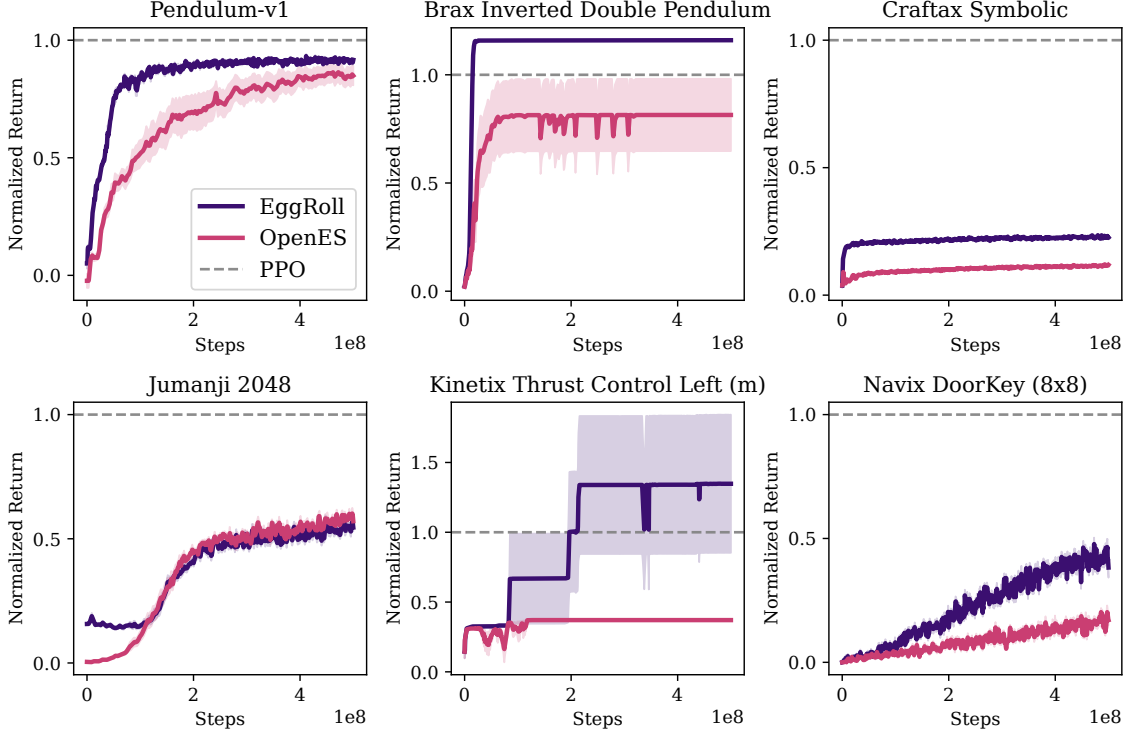 Pendulum-v1
Normalized Return
1.0
0.5
0.0
EggRoll
OpenES
PPO
0 2 4
1e8
Steps
Brax Inverted Double Pendulum
Normalized Return
1.0
0.5
0.0
0 2 4
1e8
Steps
Craftax Symbolic
Normalized Return
1.0
0.5
0.0
0 2 4
1e8
Steps
Jumanji 2048
Normalized Return
1.0
0.5
0.0
0 2 4
1e8
Steps
Kinetix Thrust Control Left (m)
Normalized Return
1.5
1.0
0.5
0.0
0 2 4
1e8
Steps
Navix DoorKey (8x8)
Normalized Return
1.0
0.5
0.0
0 2 4
1e8
Steps